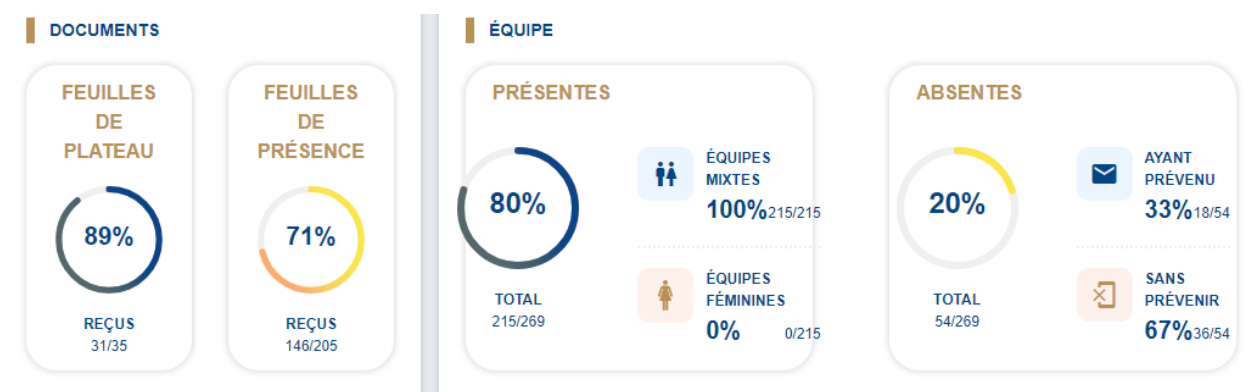 DOCUMENTS
FEUILLES
DE
PLATEAU
89%
REÇUS
31/35
FEUILLES
DE
PRÉSENCE
71%
REÇUS
146/205
ÉQUIPE
PRÉSENTES
80%
TOTAL
215/269
ÉQUIPES
MIXTES
100% 215/215
ÉQUIPES
FÉMININES
0% 0/215
ABSENTES
20%
TOTAL
54/269
AYANT
PRÉVENU
33% 18/54
SANS
PRÉVENIR
67% 36/54